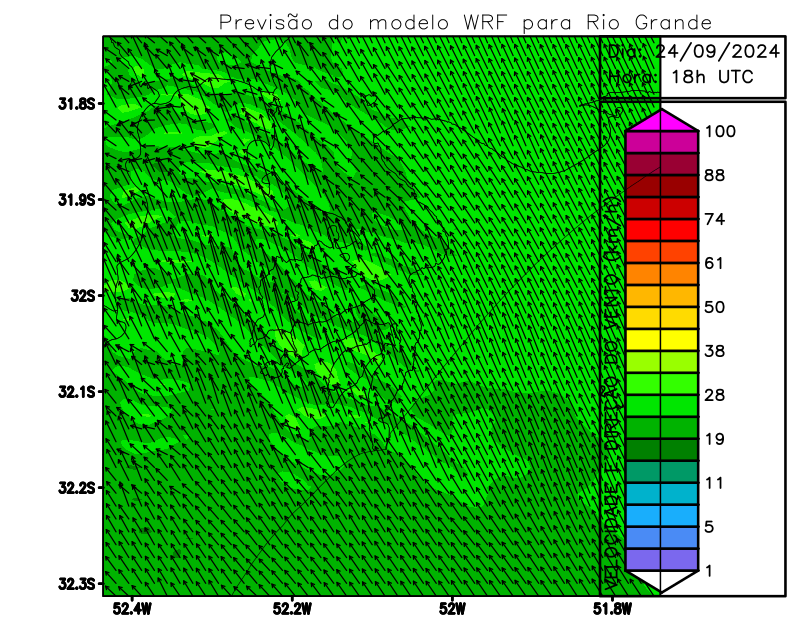 Previsão do modelo WRF para Rio Grande
Dia: 24/09/2024
Hora: 18h UTC
VELOCIDADE E DIREÇÃO DO VENTO (km/h)
100
88
74
61
50
38
28
19
11
5
1
31.8S
31.9S
32S
32.1S
32.2S
32.3S
52.4W
52.2W
52W
51.8W